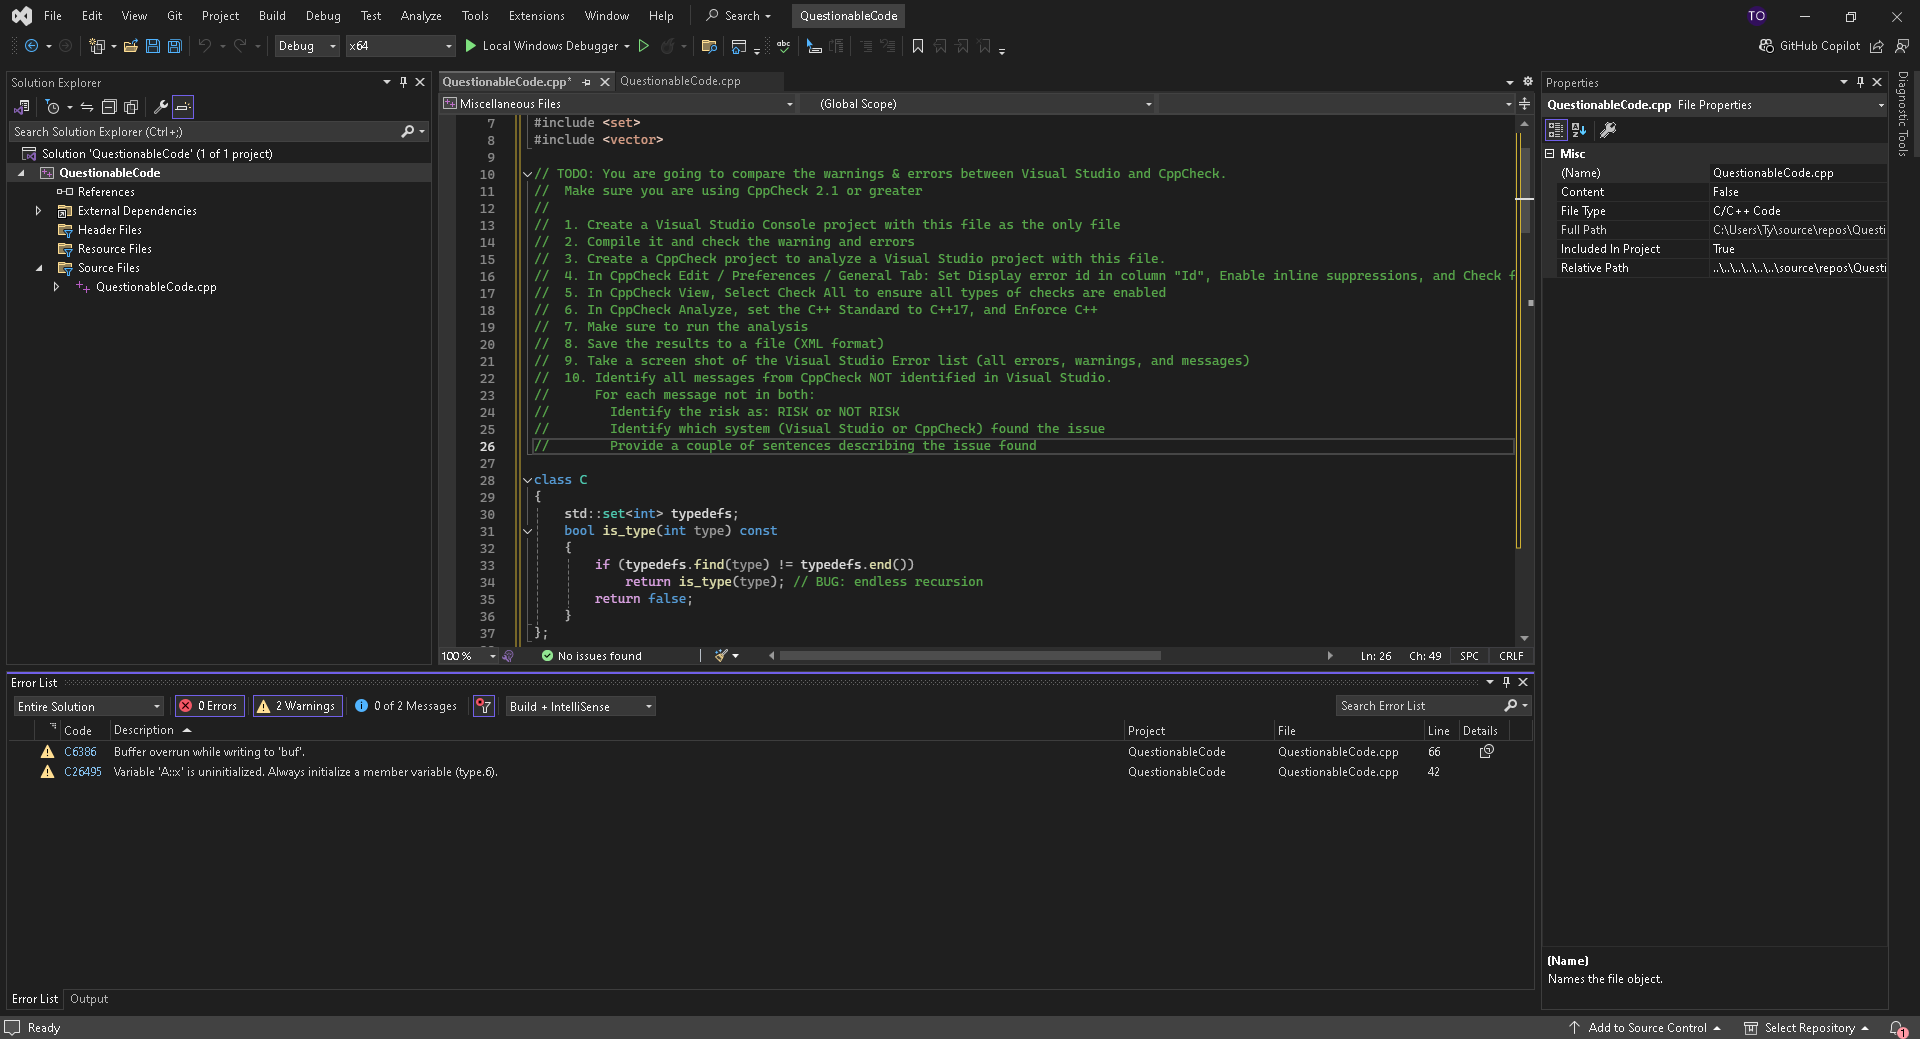 File Edit View Git Project Build Debug Test Analyze Tools Extensions Window Help Search QuestionableCode TO
Debug x64 Local Windows Debugger abc GitHub Copilot
Solution Explorer
Search Solution Explorer (Ctrl+;)
Solution 'QuestionableCode' (1 of 1 project)
QuestionableCode
References
External Dependencies
Header Files
Resource Files
Source Files
QuestionableCode.cpp
QuestionableCode.cpp* QuestionableCode.cpp
Miscellaneous Files (Global Scope)
7 #include <set>
8 #include <vector>
9
10 // TODO: You are going to compare the warnings & errors between Visual Studio and CppCheck.
11 //  Make sure you are using CppCheck 2.1 or greater
12 //
13 //  1. Create a Visual Studio Console project with this file as the only file
14 //  2. Compile it and check the warning and errors
15 //  3. Create a CppCheck project to analyze a Visual Studio project with this file.
16 //  4. In CppCheck Edit / Preferences / General Tab: Set Display error id in column "Id", Enable inline suppressions, and Check f
17 //  5. In CppCheck View, Select Check All to ensure all types of checks are enabled
18 //  6. In CppCheck Analyze, set the C++ Standard to C++17, and Enforce C++
19 //  7. Make sure to run the analysis
20 //  8. Save the results to a file (XML format)
21 //  9. Take a screen shot of the Visual Studio Error list (all errors, warnings, and messages)
22 //  10. Identify all messages from CppCheck NOT identified in Visual Studio.
23 //      For each message not in both:
24 //        Identify the risk as: RISK or NOT RISK
25 //        Identify which system (Visual Studio or CppCheck) found the issue
26 //        Provide a couple of sentences describing the issue found
27
28 class C
29 {
30     std::set<int> typedefs;
31     bool is_type(int type) const
32     {
33         if (typedefs.find(type) != typedefs.end())
34             return is_type(type); // BUG: endless recursion
35         return false;
36     }
37 };
100 % No issues found Ln: 26 Ch: 49 SPC CRLF
Error List
Entire Solution 0 Errors 2 Warnings 0 of 2 Messages Build + IntelliSense Search Error List
Code Description Project File Line Details
C6386 Buffer overrun while writing to 'buf'. QuestionableCode QuestionableCode.cpp 66
C26495 Variable 'A::x' is uninitialized. Always initialize a member variable (type.6). QuestionableCode QuestionableCode.cpp 42
Error List Output
Properties
QuestionableCode.cpp File Properties
Misc
(Name) QuestionableCode.cpp
Content False
File Type C/C++ Code
Full Path C:\Users\Ty\source\repos\Questi
Included In Project True
Relative Path ..\..\..\..\..\..\source\repos\Questi
(Name)
Names the file object.
Diagnostic Tools
Ready Add to Source Control Select Repository 1